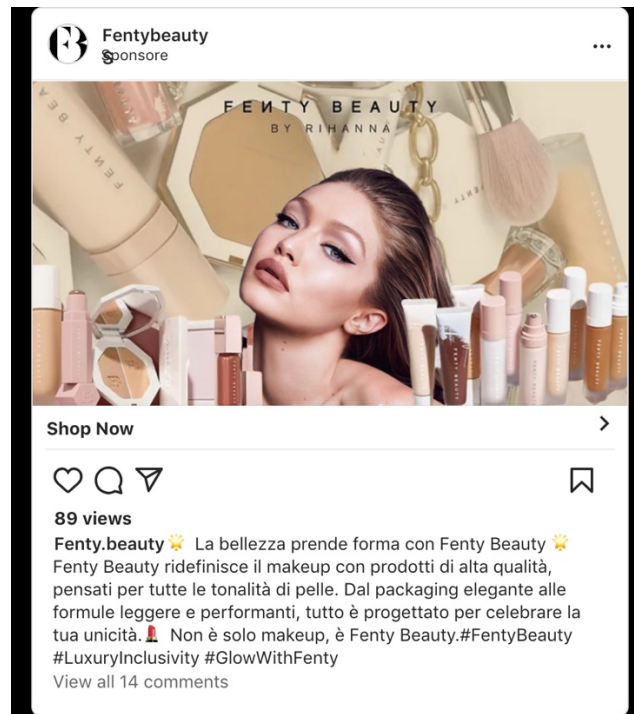 Fentybeauty
Sponsore
FENTY BEAUTY
BY RIHANNA
FENTY BEAUTY
Shop Now
89 views
Fenty.beauty🌟 La bellezza prende forma con Fenty Beauty 🌟
Fenty Beauty ridefinisce il makeup con prodotti di alta qualità,
pensati per tutte le tonalità di pelle. Dal packaging elegante alle
formule leggere e performanti, tutto è progettato per celebrare la
tua unicità.💄 Non è solo makeup, è Fenty Beauty.#FentyBeauty
#LuxuryInclusivity #GlowWithFenty
View all 14 comments